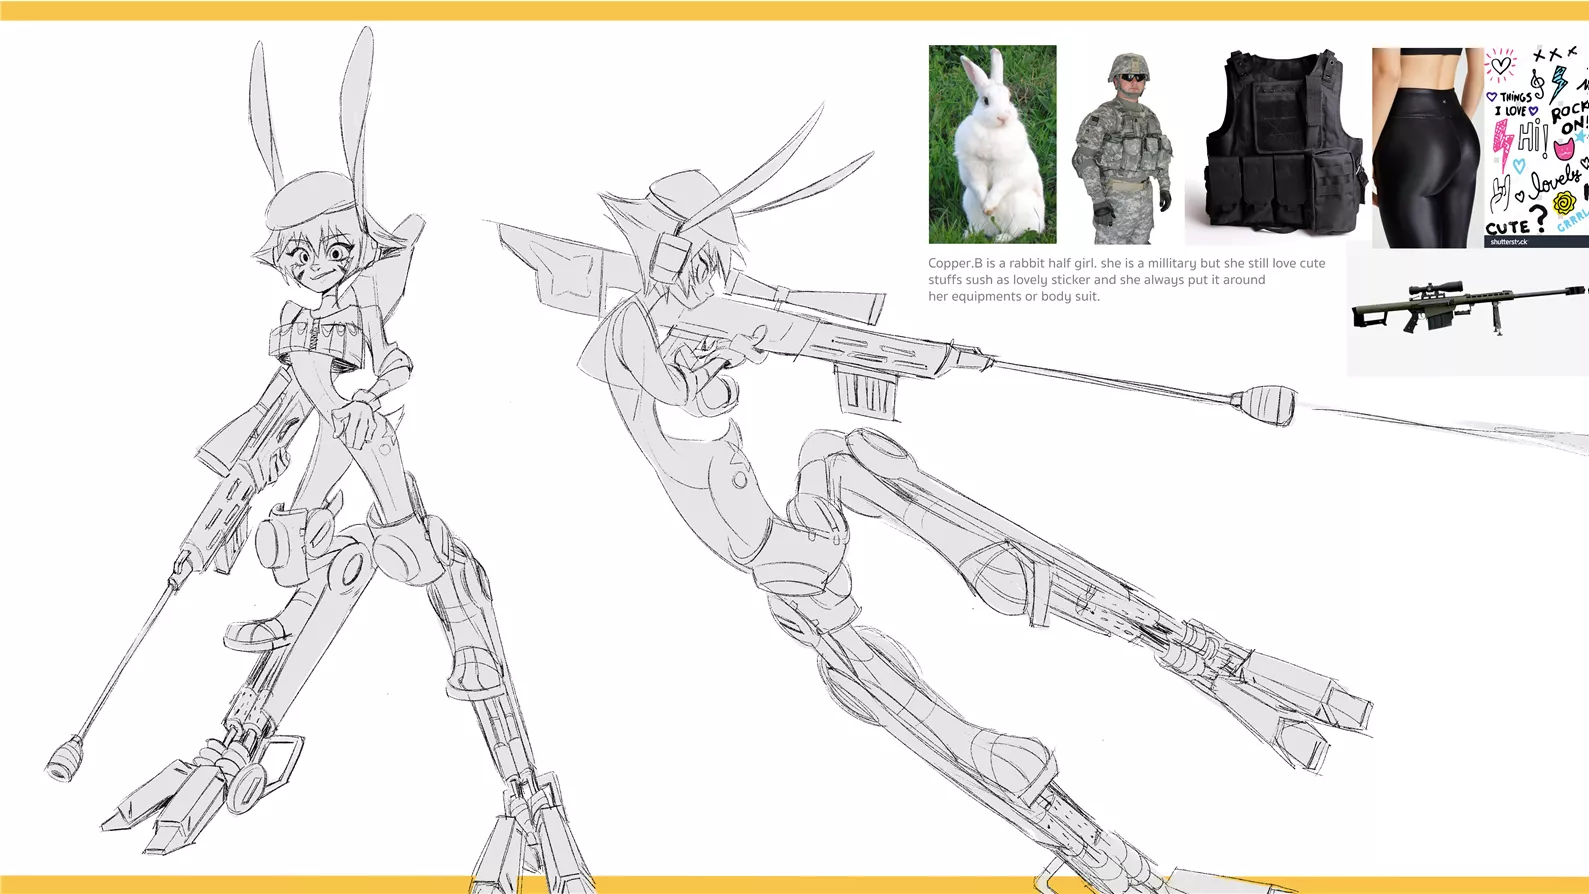 THINGS
I LOVE
ROCK
ON!
Hi!
lovely
CUTE?
GRRRL
shutterstock
Copper.B is a rabbit half girl. she is a millitary but she still love cute
stuffs sush as lovely sticker and she always put it around
her equipments or body suit.